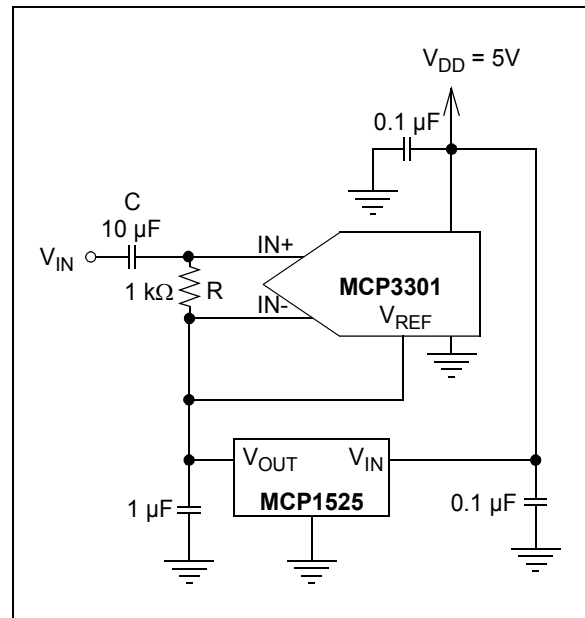 V_DD = 5V
0.1 µF
C
10 µF
V_IN
IN+
1 kΩ R
IN-
MCP3301
V_REF
V_OUT V_IN
MCP1525
1 µF
0.1 µF